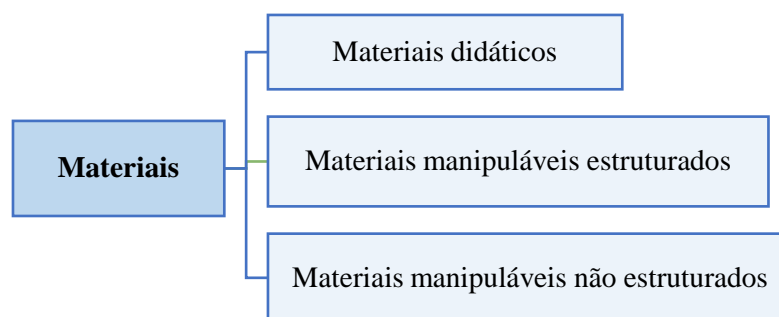 Materiais didáticos
Materiais
Materiais manipuláveis estruturados
Materiais manipuláveis não estruturados